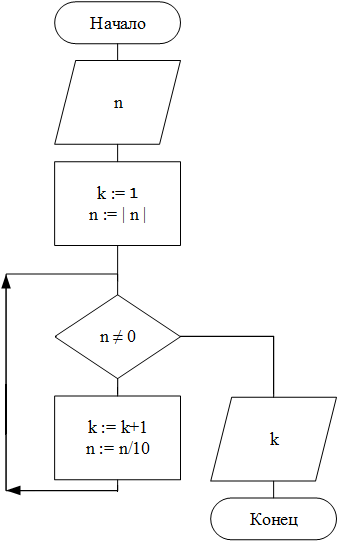 Начало
n
k := 1
n := | n |
n ≠ 0
k := k+1
n := n/10
k
Конец